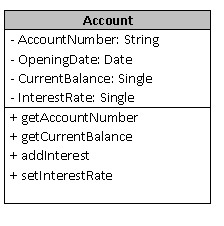 Account
- AccountNumber: String
- OpeningDate: Date
- CurrentBalance: Single
- InterestRate: Single
+ getAccountNumber
+ getCurrentBalance
+ addInterest
+ setInterestRate